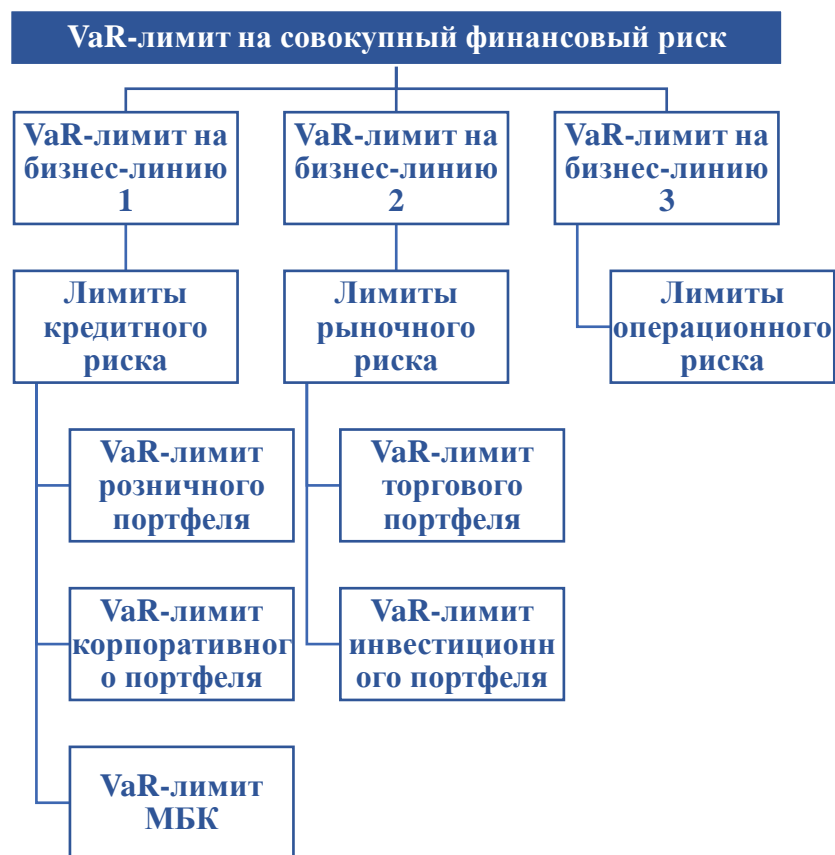 VaR-лимит на совокупный финансовый риск
VaR-лимит на
бизнес-линию
1
VaR-лимит на
бизнес-линию
2
VaR-лимит на
бизнес-линию
3
Лимиты
кредитного
риска
Лимиты
рыночного
риска
Лимиты
операционного
риска
VaR-лимит
розничного
портфеля
VaR-лимит
торгового
портфеля
VaR-лимит
корпоративног
о портфеля
VaR-лимит
инвестиционн
ого портфеля
VaR-лимит
МБК